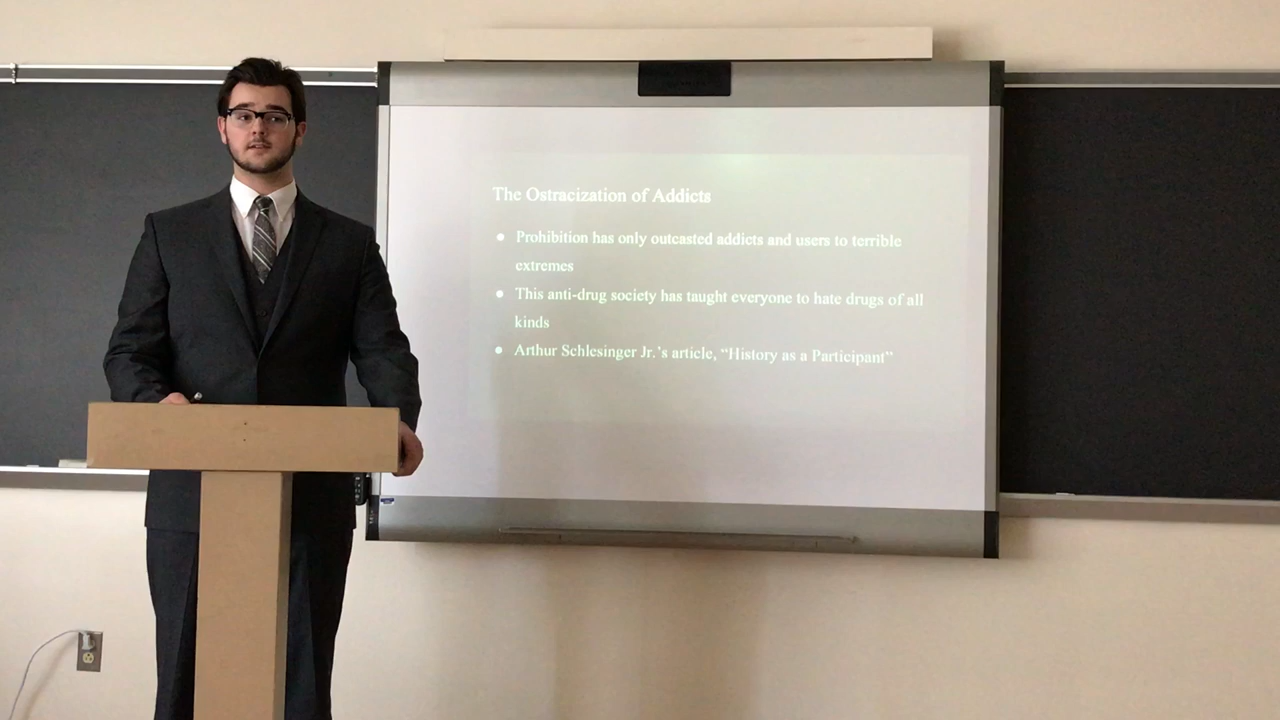 The Ostracization of Addicts
● Prohibition has only outcasted addicts and users to terrible
extremes
● This anti-drug society has taught everyone to hate drugs of all
kinds
● Arthur Schlesinger Jr.'s article, “History as a Participant”